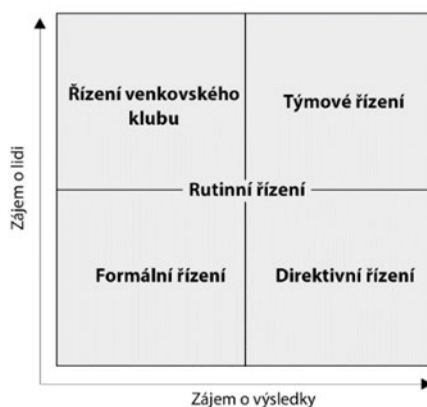 Zájem o lidi
Řízení venkovského
klubu
Týmové řízení
Rutinní řízení
Formální řízení
Direktivní řízení
Zájem o výsledky